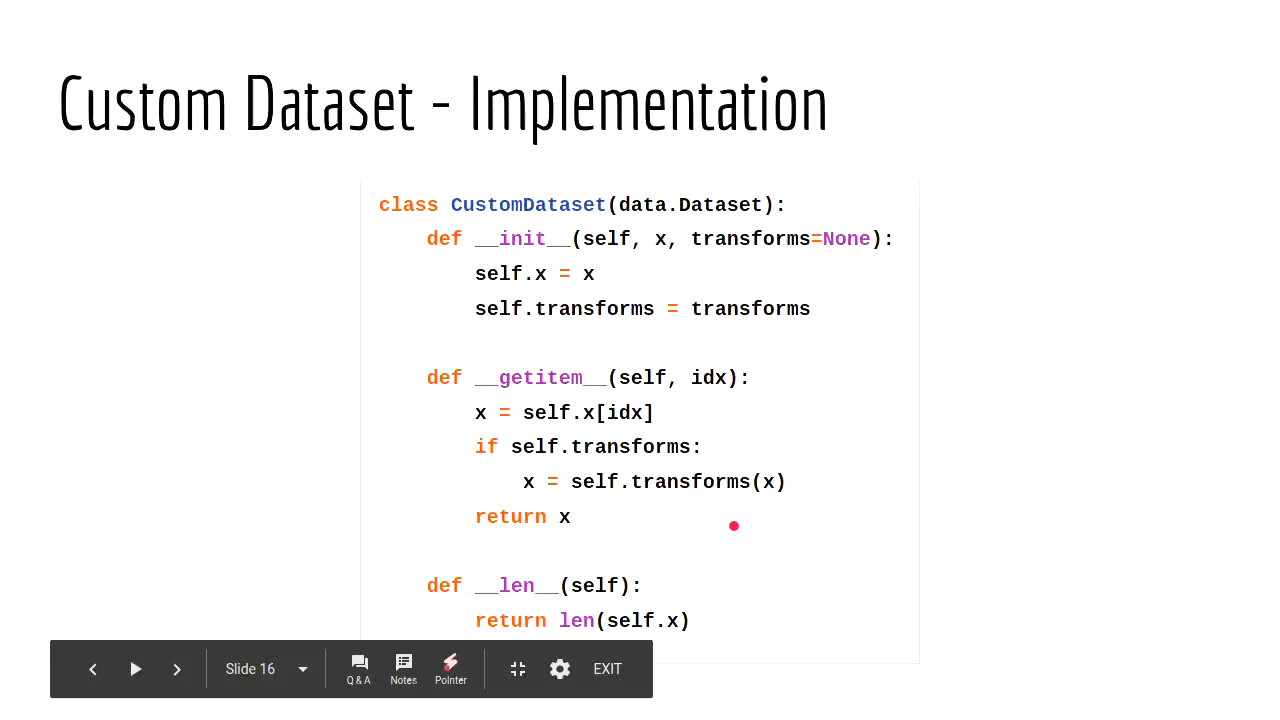 Custom Dataset - Implementation
class CustomDataset(data.Dataset):
    def __init__(self, x, transforms=None):
        self.x = x
        self.transforms = transforms
    def __getitem__(self, idx):
        x = self.x[idx]
        if self.transforms:
            x = self.transforms(x)
        return x
    def __len__(self):
        return len(self.x)
Slide 16
Q & A
Notes
Pointer
EXIT